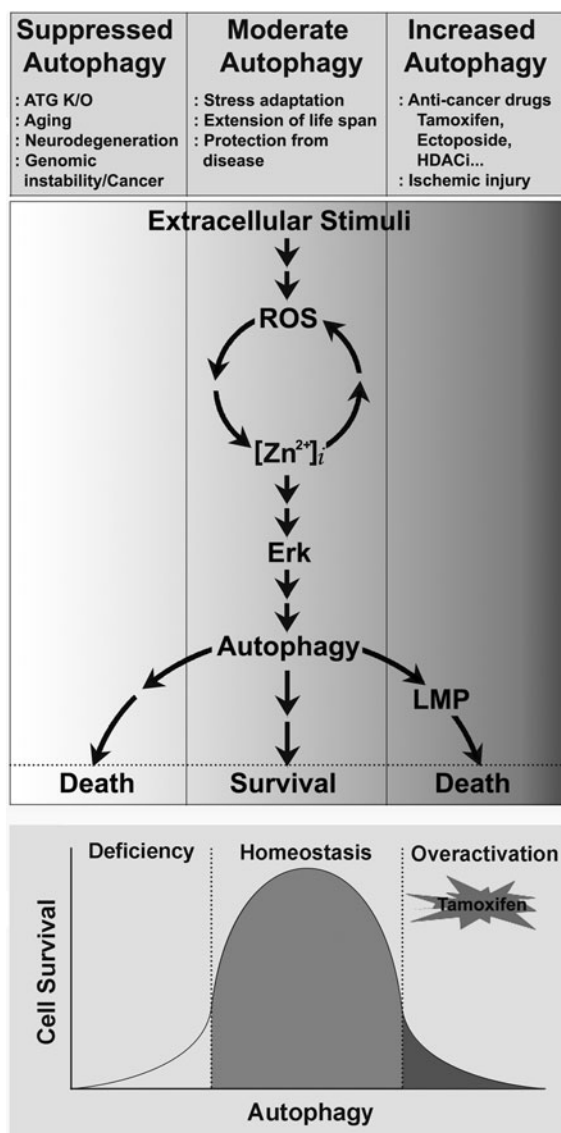 Suppressed
Autophagy
: ATG K/O
: Aging
: Neurodegeneration
: Genomic
instability/Cancer
Moderate
Autophagy
: Stress adaptation
: Extension of life span
: Protection from
disease
Increased
Autophagy
: Anti-cancer drugs
Tamoxifen,
Ectoposide,
HDACi...
: Ischemic injury
Extracellular Stimuli
ROS
[Zn²⁺]i
Erk
Autophagy
LMP
Death
Survival
Death
Deficiency
Homeostasis
Overactivation
Tamoxifen
Cell Survival
Autophagy